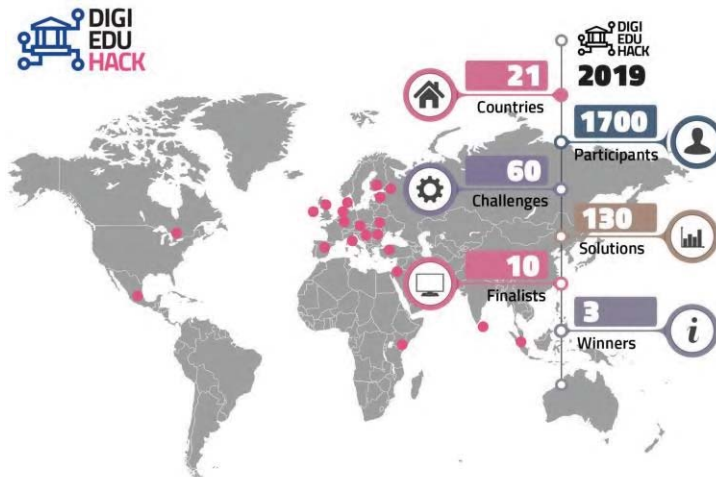 DIGI
EDU
HACK
DIGI
EDU
HACK
2019
21
Countries
1700
Participants
60
Challenges
130
Solutions
10
Finalists
3
Winners
i